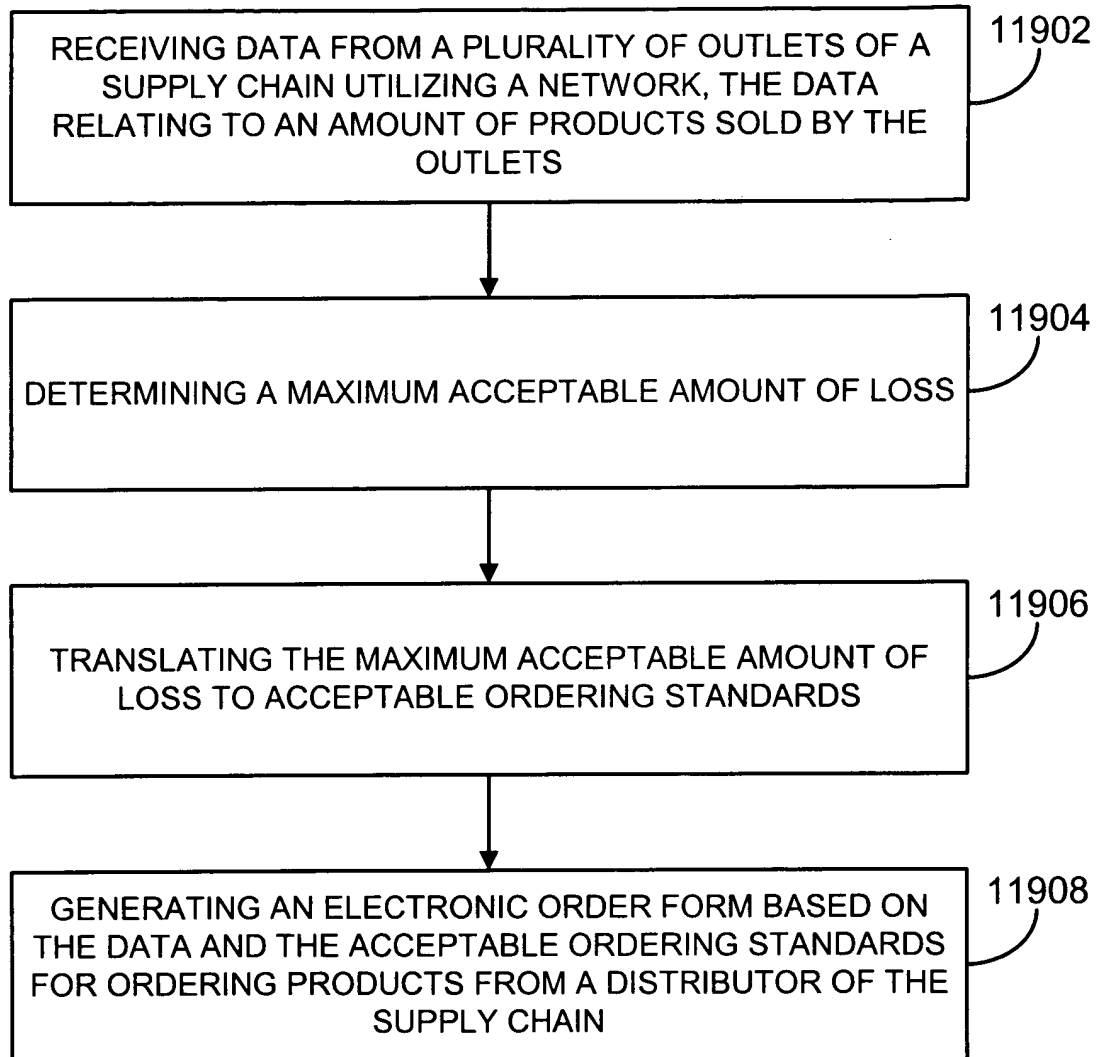 RECEIVING DATA FROM A PLURALITY OF OUTLETS OF A
SUPPLY CHAIN UTILIZING A NETWORK, THE DATA
RELATING TO AN AMOUNT OF PRODUCTS SOLD BY THE
OUTLETS
11902
DETERMINING A MAXIMUM ACCEPTABLE AMOUNT OF LOSS
11904
TRANSLATING THE MAXIMUM ACCEPTABLE AMOUNT OF
LOSS TO ACCEPTABLE ORDERING STANDARDS
11906
GENERATING AN ELECTRONIC ORDER FORM BASED ON
THE DATA AND THE ACCEPTABLE ORDERING STANDARDS
FOR ORDERING PRODUCTS FROM A DISTRIBUTOR OF THE
SUPPLY CHAIN
11908